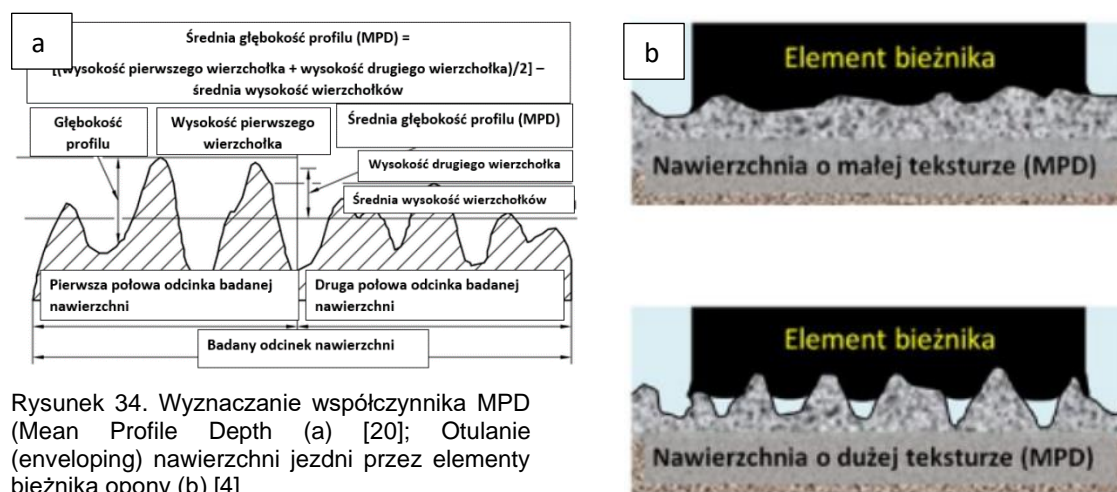 a
Średnia głębokość profilu (MPD) =
[(wysokość pierwszego wierzchołka + wysokość drugiego wierzchołka)/2] –
średnia wysokość wierzchołków
Głębokość
profilu
Wysokość pierwszego
wierzchołka
Średnia głębokość profilu (MPD)
Wysokość drugiego wierzchołka
Średnia wysokość wierzchołków
Pierwsza połowa odcinka badanej
nawierzchni
Druga połowa odcinka badanej
nawierzchni
Badany odcinek nawierzchni
Rysunek 34. Wyznaczanie współczynnika MPD
(Mean Profile Depth (a) [20]; Otulanie
(enveloping) nawierzchni jezdni przez elementy
bieżnika opony (b) [4]
b
Element bieżnika
Nawierzchnia o małej teksturze (MPD)
Element bieżnika
Nawierzchnia o dużej teksturze (MPD)